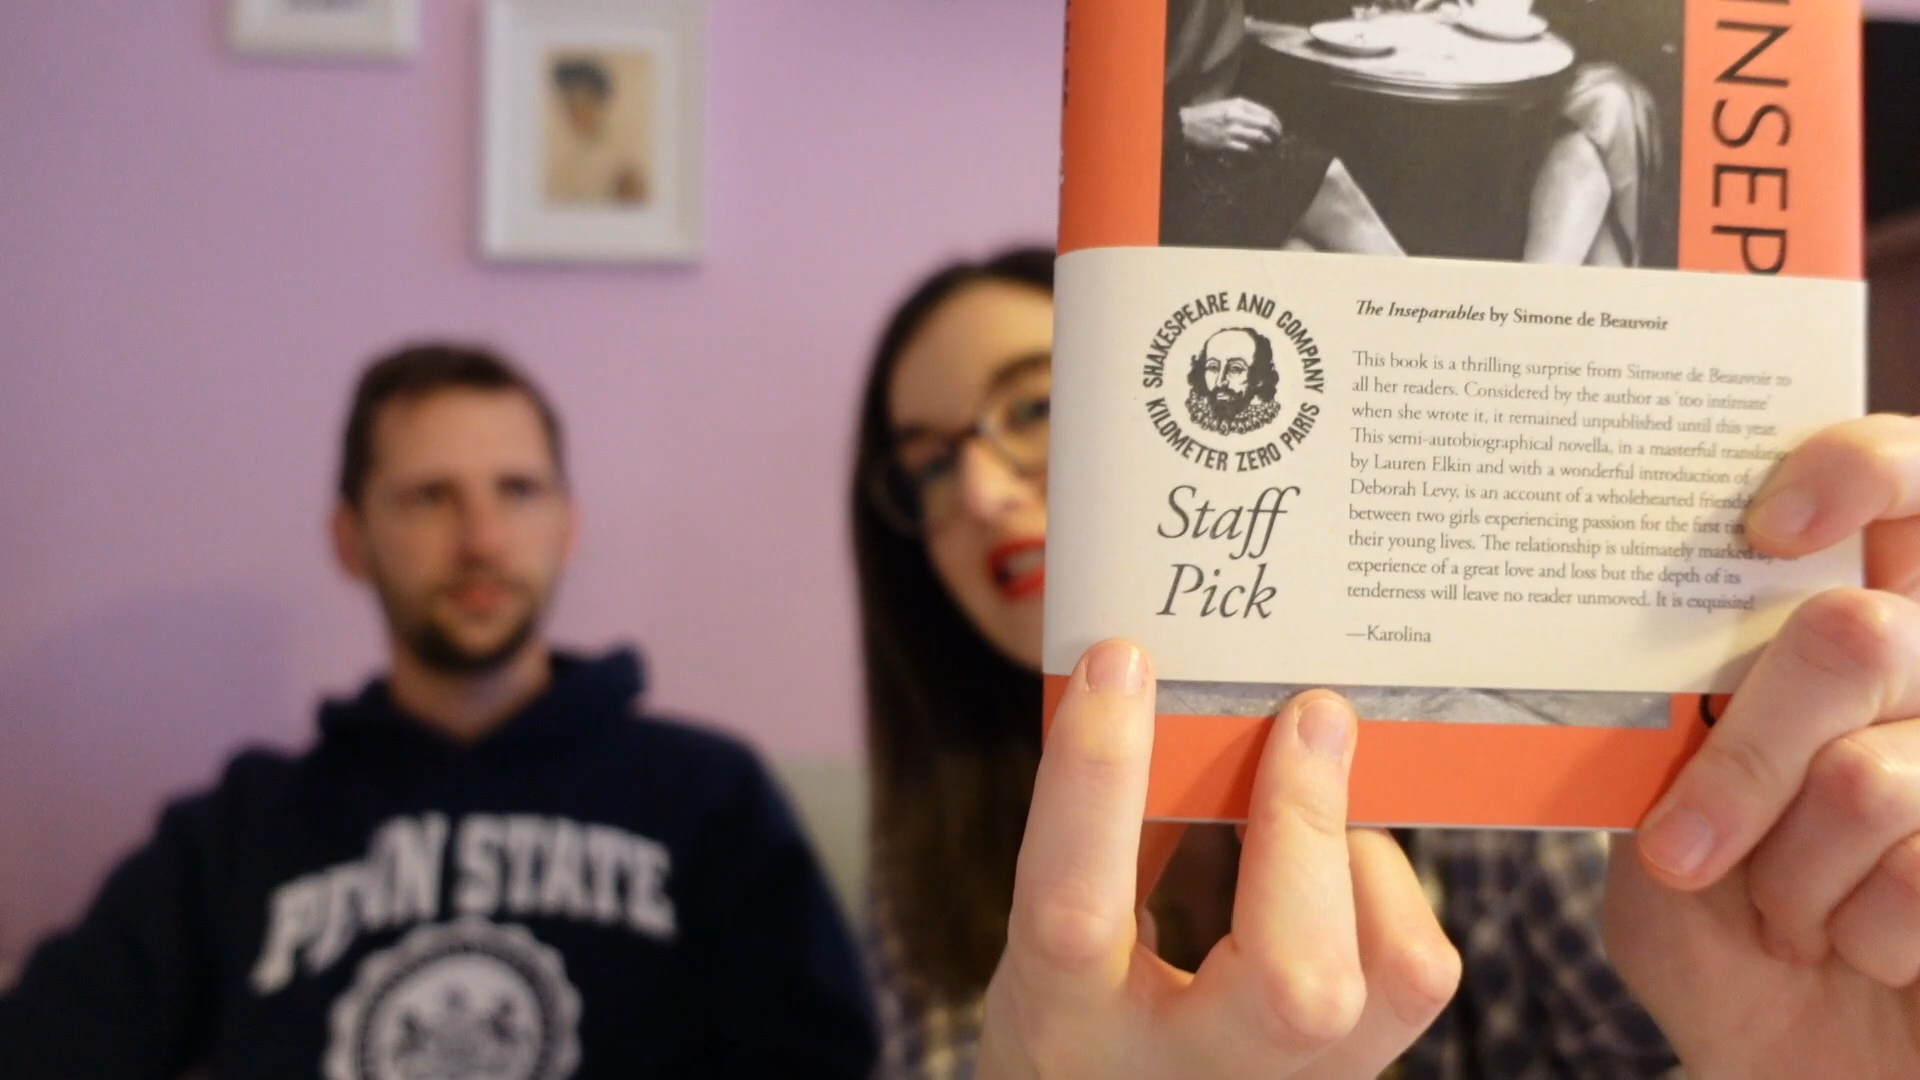 INSEP
SHAKESPEARE AND COMPANY
KILOMETER ZERO PARIS
Staff
Pick
The Inseparables by Simone de Beauvoir
This book is a thrilling surprise from Simone de Beauvoir to
all her readers. Considered by the author as 'too intimate'
when she wrote it, it remained unpublished until this year.
This semi-autobiographical novella, in a masterful translation
by Lauren Elkin and with a wonderful introduction of
Deborah Levy, is an account of a wholehearted
between two girls experiencing passion for the first
their young lives. The relationship is ultimately marked
experience of a great love and loss but the depth of its
tenderness will leave no reader unmoved. It is exquisite!
—Karolina
PENN STATE